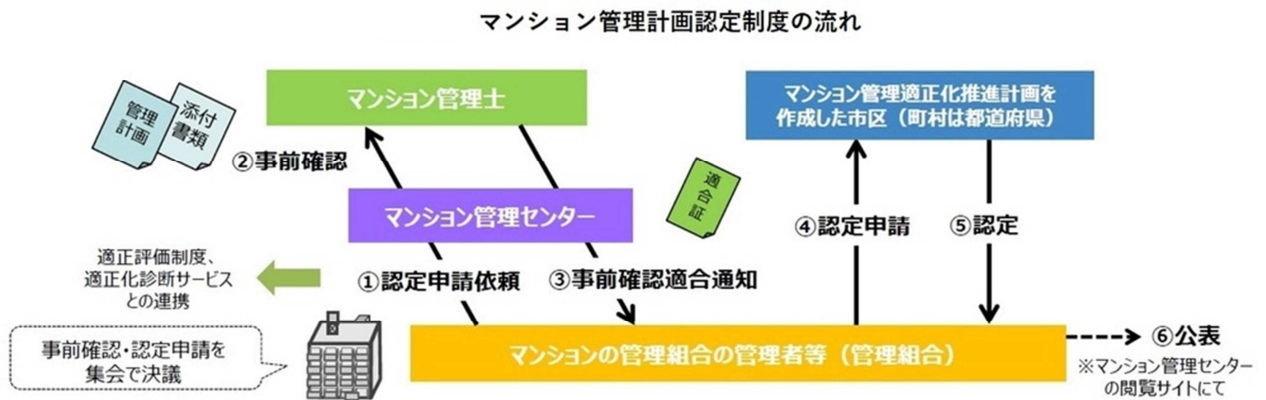 マンション管理計画認定制度の流れ
管理
計画
添付
書類
マンション管理士
マンション管理適正化推進計画を
作成した市区（町村は都道府県）
②事前確認
マンション管理センター
適
合
証
④認定申請
⑤認定
適正評価制度、
適正化診断サービス
との連携
①認定申請依頼
③事前確認適合通知
事前確認・認定申請を
集会で決議
マンションの管理組合の管理者等（管理組合）
⑥公表
※マンション管理センター
の閲覧サイトにて